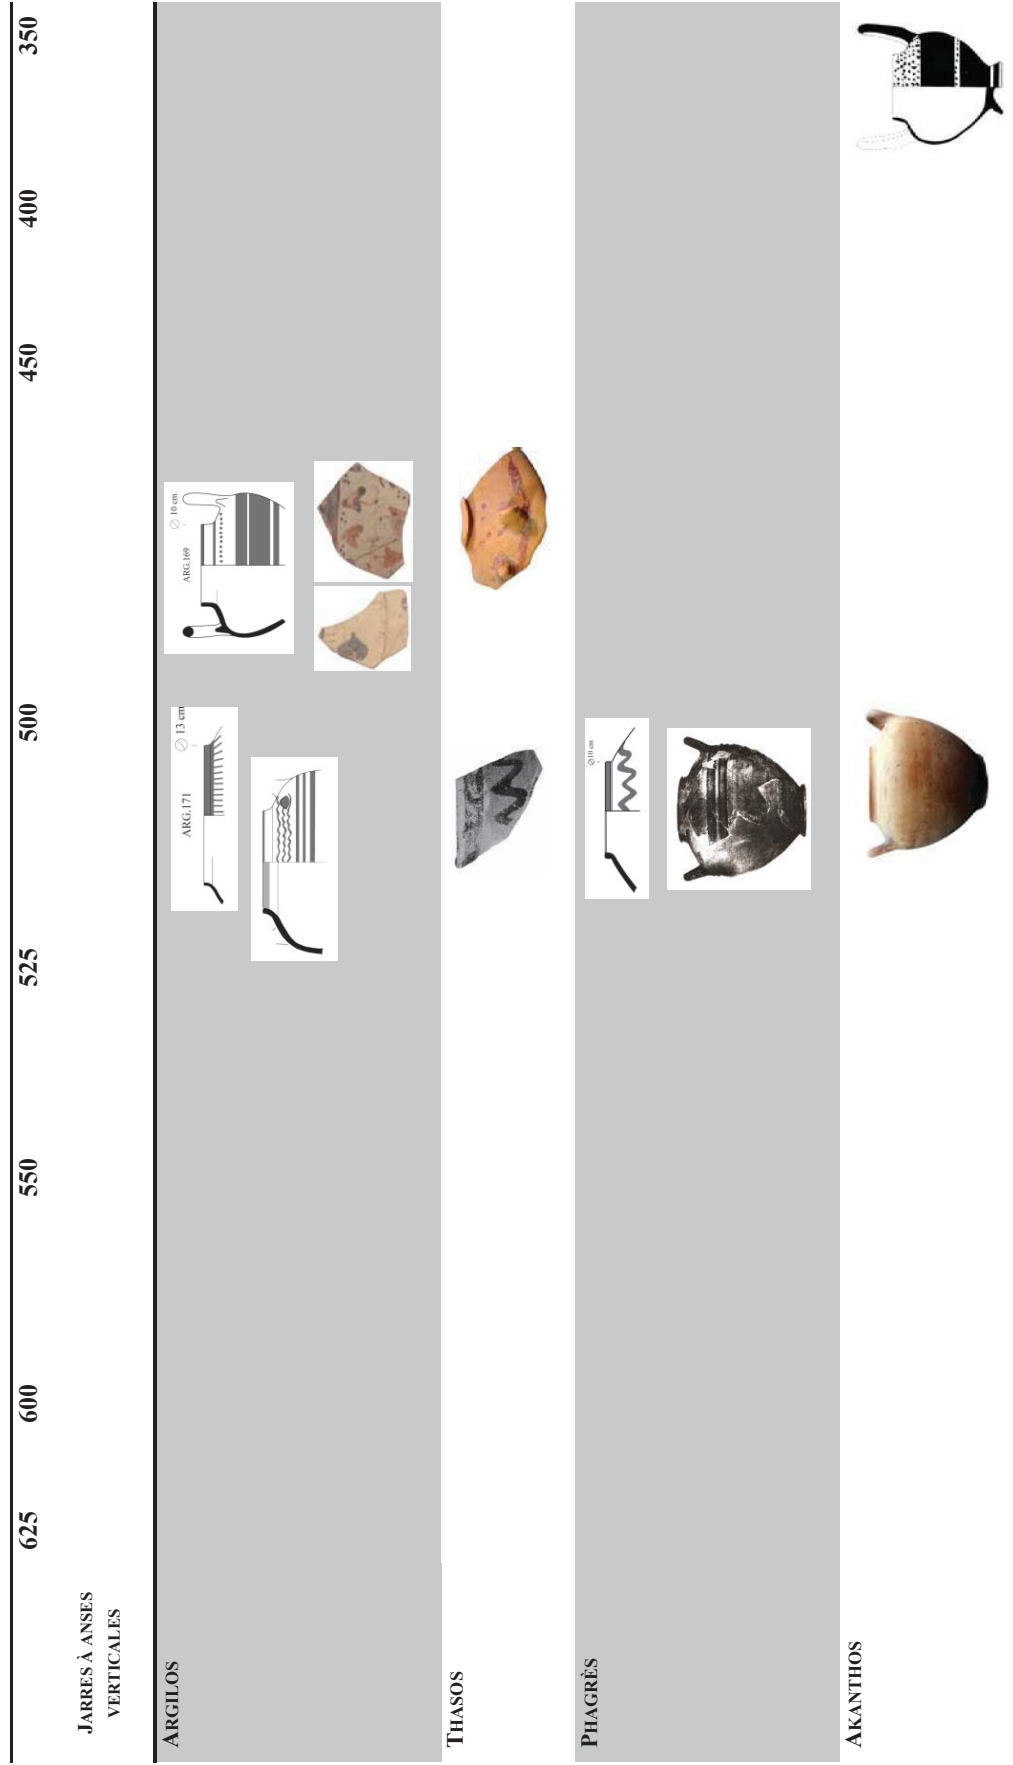 625 600 550 525 500 450 400 350
JARRES À ANSES
VERTICALES
ARGILOS
ARG.171
∅ 13 cm
ARG.169
∅ 10 cm
THASOS
PHAGRÈS
∅10 cm
AKANTHOS